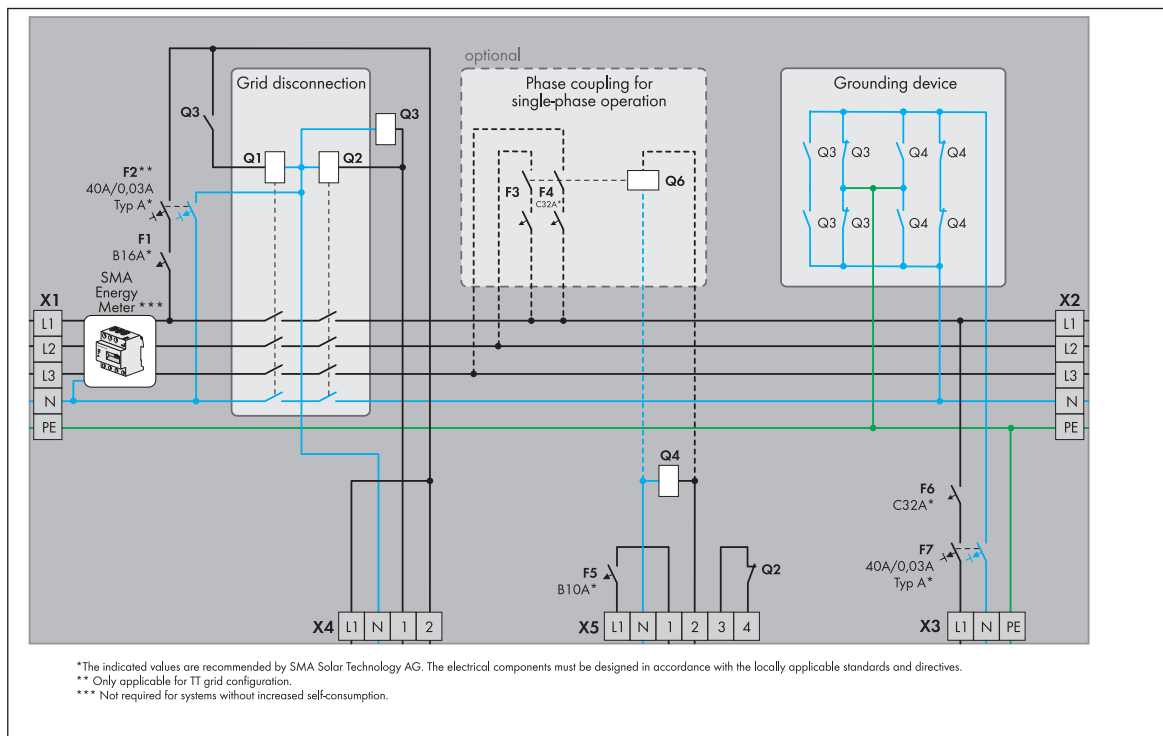 optional
Grid disconnection
Phase coupling for
single-phase operation
Grounding device
Q3
Q3
Q1
Q2
F2**
40A/0,03A
Typ A*
F1
B16A*
SMA
Energy
Meter ***
F3
F4
C32A*
Q6
Q3
Q3
Q4
Q4
Q3
Q3
Q4
Q4
X1
L1
L2
L3
N
PE
X2
L1
L2
L3
N
PE
Q4
F5
B10A*
Q2
F6
C32A*
F7
40A/0,03A
Typ A*
X4 L1 N 1 2
X5 L1 N 1 2 3 4
X3 L1 N PE
*The indicated values are recommended by SMA Solar Technology AG. The electrical components must be designed in accordance with the locally applicable standards and directives.
** Only applicable for TT grid configuration.
*** Not required for systems without increased self-consumption.